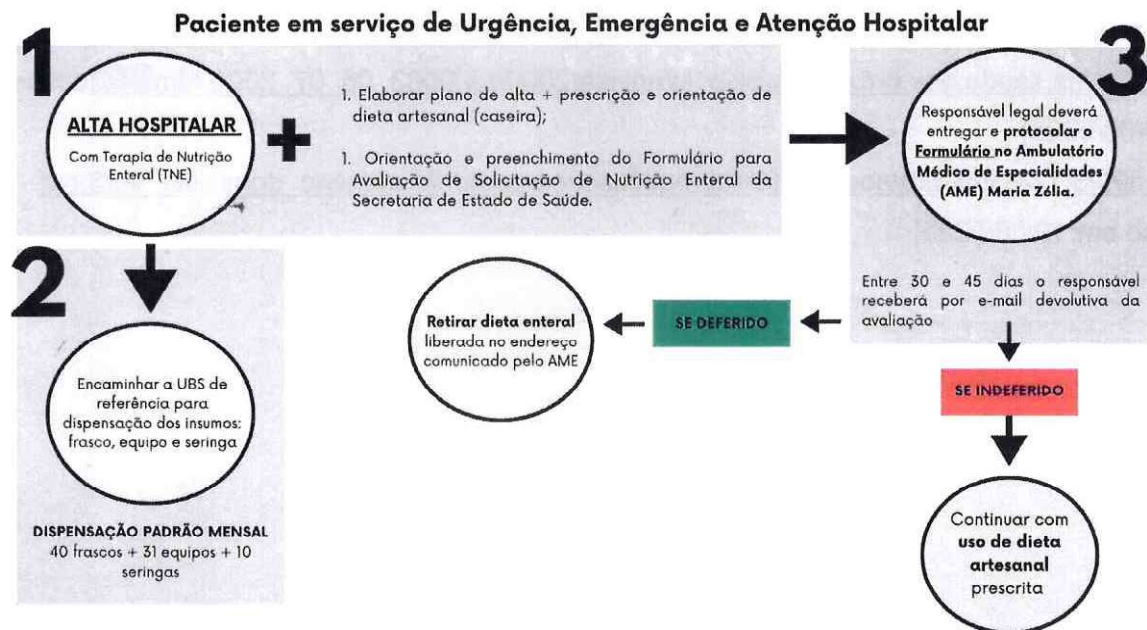 Paciente em serviço de Urgência, Emergência e Atenção Hospitalar
1
ALTA HOSPITALAR
Com Terapia de Nutrição
Enteral (TNE)
+
1. Elaborar plano de alta + prescrição e orientação de
dieta artesanal (caseira);
1. Orientação e preenchimento do Formulário para
Avaliação de Solicitação de Nutrição Enteral da
Secretaria de Estado de Saúde.
3
Responsável legal deverá
entregar e protocolar o
Formulário no Ambulatório
Médico de Especialidades
(AME) Maria Zélia.
Entre 30 e 45 dias o responsável
receberá por e-mail devolutiva da
avaliação
SE DEFERIDO
Retirar dieta enteral
liberada no endereço
comunicado pelo AME
SE INDEFERIDO
Continuar com
uso de dieta
artesanal
prescrita
2
Encaminhar a UBS de
referência para
dispensação dos insumos:
frasco, equipo e seringa
DISPENSAÇÃO PADRÃO MENSAL
40 frascos + 31 equipos + 10
seringas